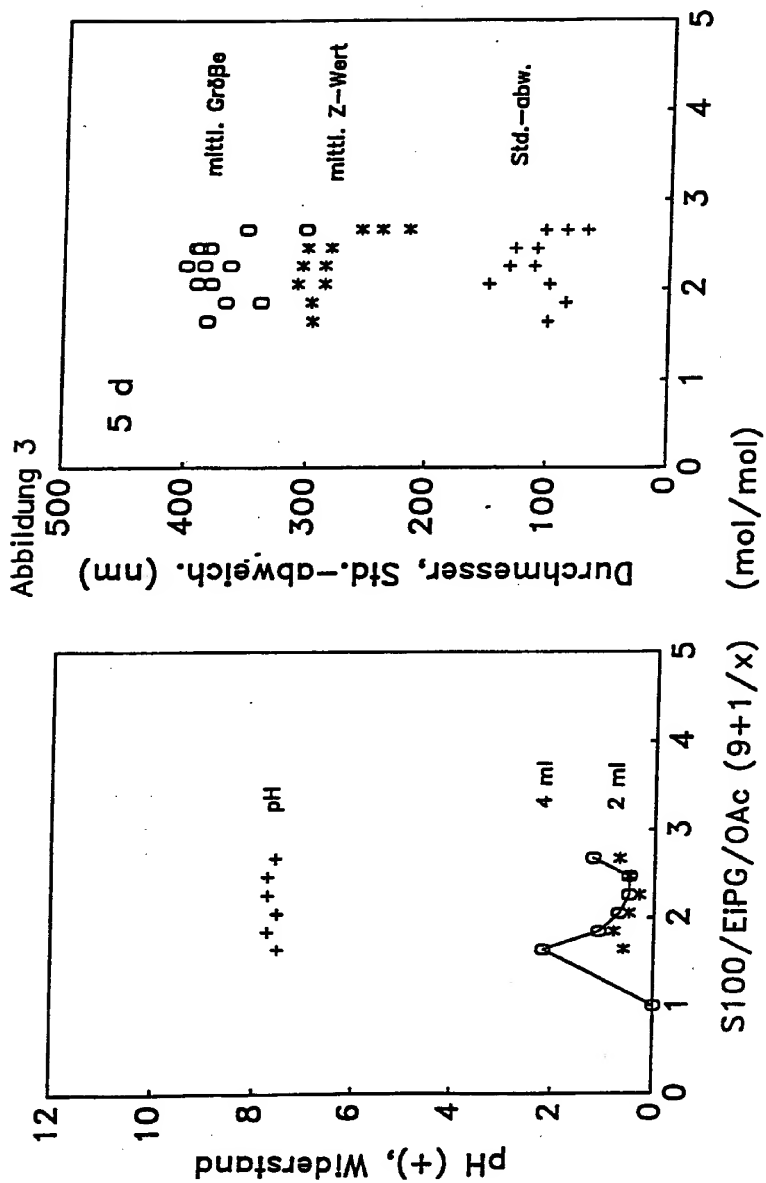 Abbildung 3
12
10
8
6
4
2
0
pH (+), Widerstand
pH
4 ml
2 ml
0 1 2 3 4 5
S100/EiPG/OAc (9+1/x) (mol/mol)
500
400
300
200
100
0
Durchmesser, Std.-abweich. (nm)
5 d
mittl. Größe
mittl. Z-Wert
Std.-abw.
0 1 2 3 4 5